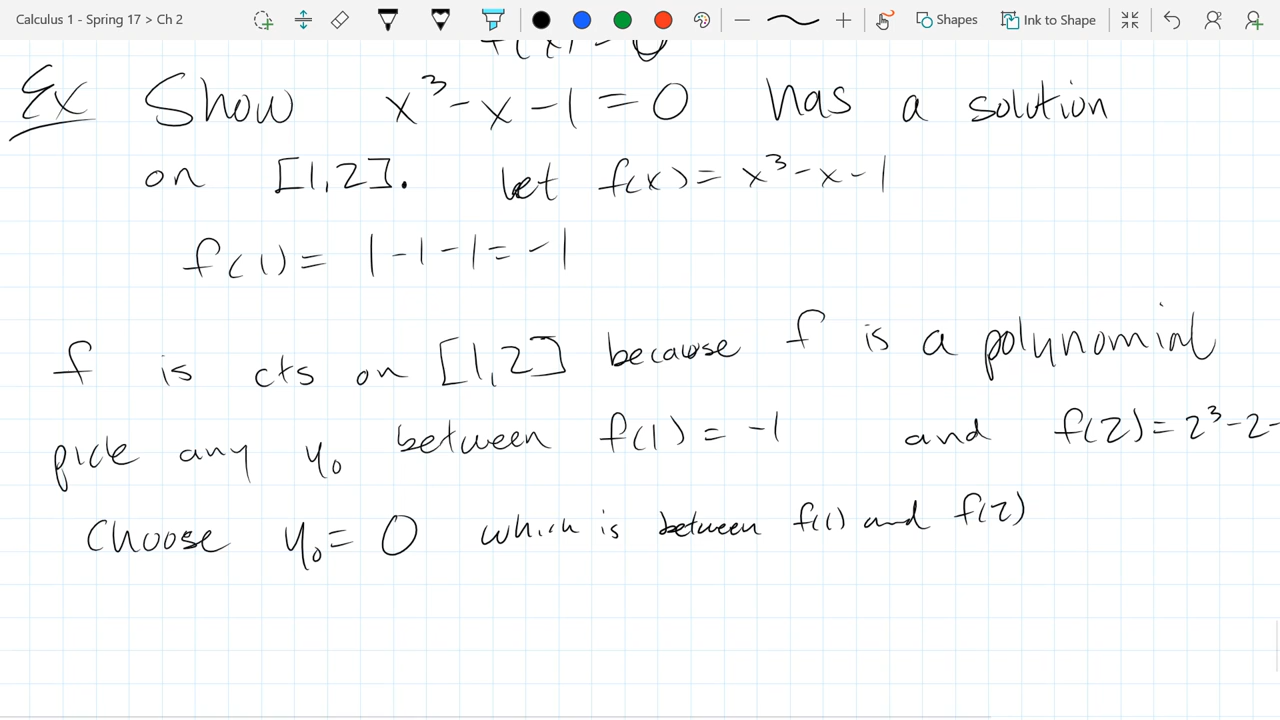 Calculus 1 - Spring 17 > Ch 2
Shapes
Ink to Shape
f(x) = 0
Ex Show x³-x-1=0 has a solution
on [1,2]. Let f(x)= x³-x-1
f(1)= 1-1-1=-1
f is cts on [1,2] because f is a polynomial
pick any y₀ between f(1)= -1 and f(2)=2³-2-
Choose y₀= 0 which is between f(1) and f(2)